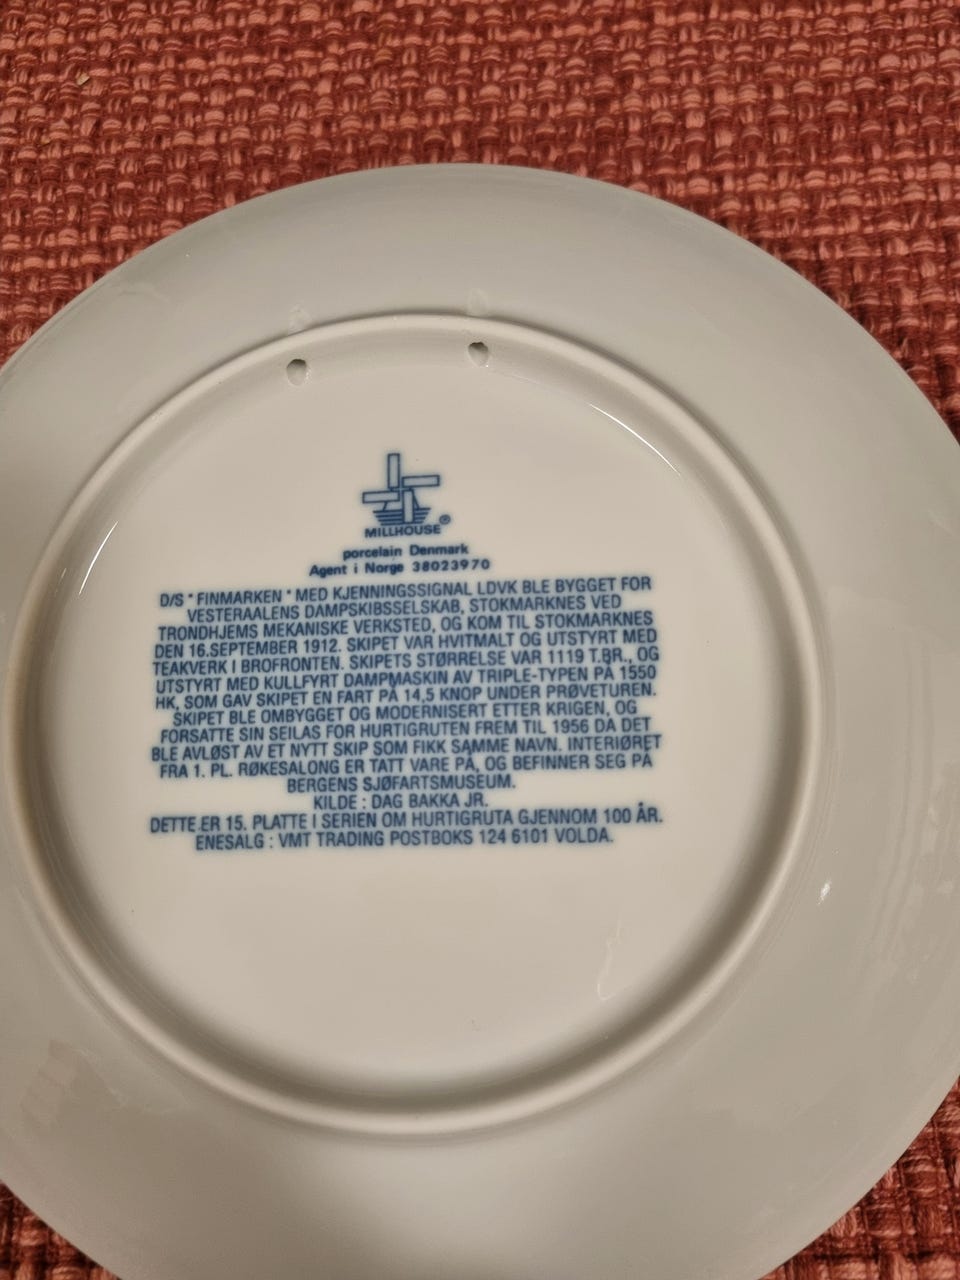 MILLHOUSE®
porcelain Denmark
Agent i Norge 38023970
D/S "FINMARKEN" MED KJENNINGSSIGNAL LDVK BLE BYGGET FOR
VESTERAALENS DAMPSKIBSSELSKAB, STOKMARKNES VED
TRONDHJEMS MEKANISKE VERKSTED, OG KOM TIL STOKMARKNES
DEN 16.SEPTEMBER 1912. SKIPET VAR HVITMALT OG UTSTYRT MED
TEAKVERK I BROFRONTEN. SKIPETS STØRRELSE VAR 1119 T.BR., OG
UTSTYRT MED KULLFYRT DAMPMASKIN AV TRIPLE-TYPEN PÅ 1550
HK, SOM GAV SKIPET EN FART PÅ 14,5 KNOP UNDER PRØVETUREN.
SKIPET BLE OMBYGGET OG MODERNISERT ETTER KRIGEN, OG
FORSATTE SIN SEILAS FOR HURTIGRUTEN FREM TIL 1956 DA DET
BLE AVLØST AV ET NYTT SKIP SOM FIKK SAMME NAVN. INTERIØRET
FRA 1. PL. RØKESALONG ER TATT VARE PÅ, OG BEFINNER SEG PÅ
BERGENS SJØFARTSMUSEUM.
KILDE : DAG BAKKA JR.
DETTE ER 15. PLATTE I SERIEN OM HURTIGRUTA GJENNOM 100 ÅR.
ENESALG : VMT TRADING POSTBOKS 124 6101 VOLDA.